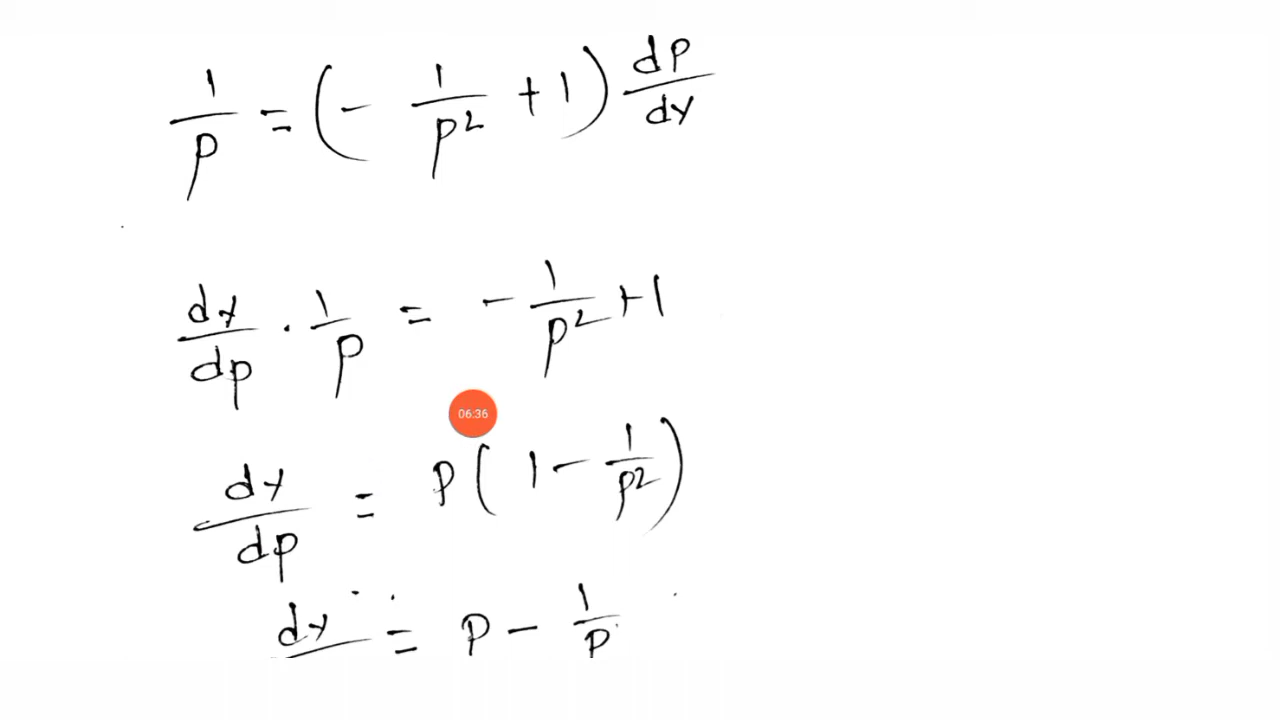 1/p = (- 1/p² + 1) dp/dy
dy/dp · 1/p = - 1/p² + 1
06:36
dy/dp = p(1 - 1/p²)
dy = p - 1/p